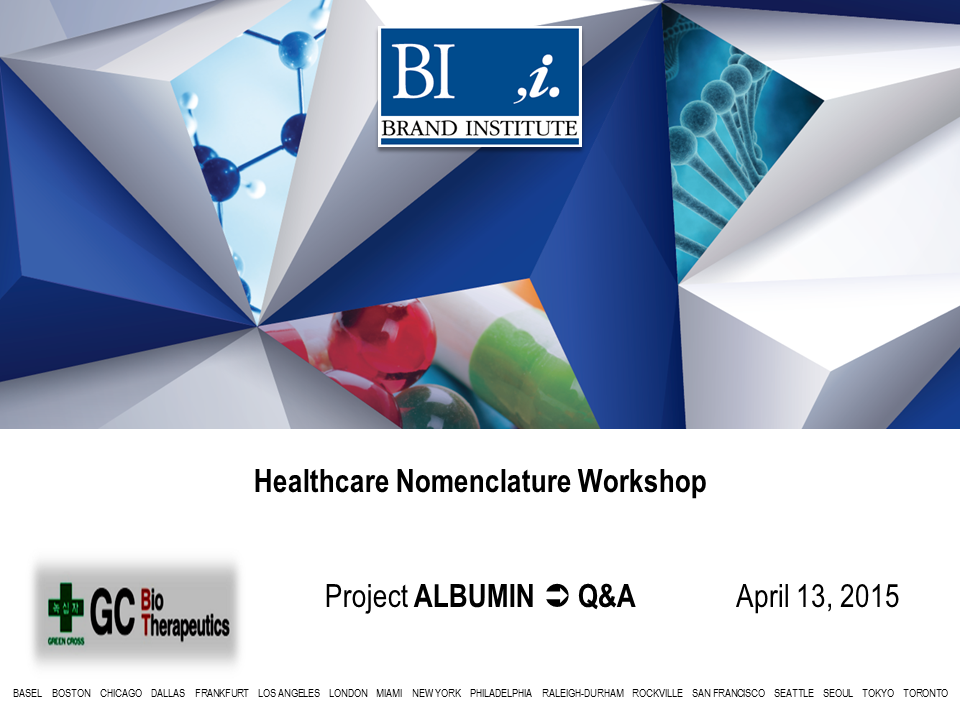 BI ,i.
BRAND INSTITUTE
Healthcare Nomenclature Workshop
녹십자
GREEN CROSS
GC Bio Therapeutics
Project ALBUMIN ➲ Q&A
April 13, 2015
BASEL BOSTON CHICAGO DALLAS FRANKFURT LOS ANGELES LONDON MIAMI NEW YORK PHILADELPHIA RALEIGH-DURHAM ROCKVILLE SAN FRANCISCO SEATTLE SEOUL TOKYO TORONTO